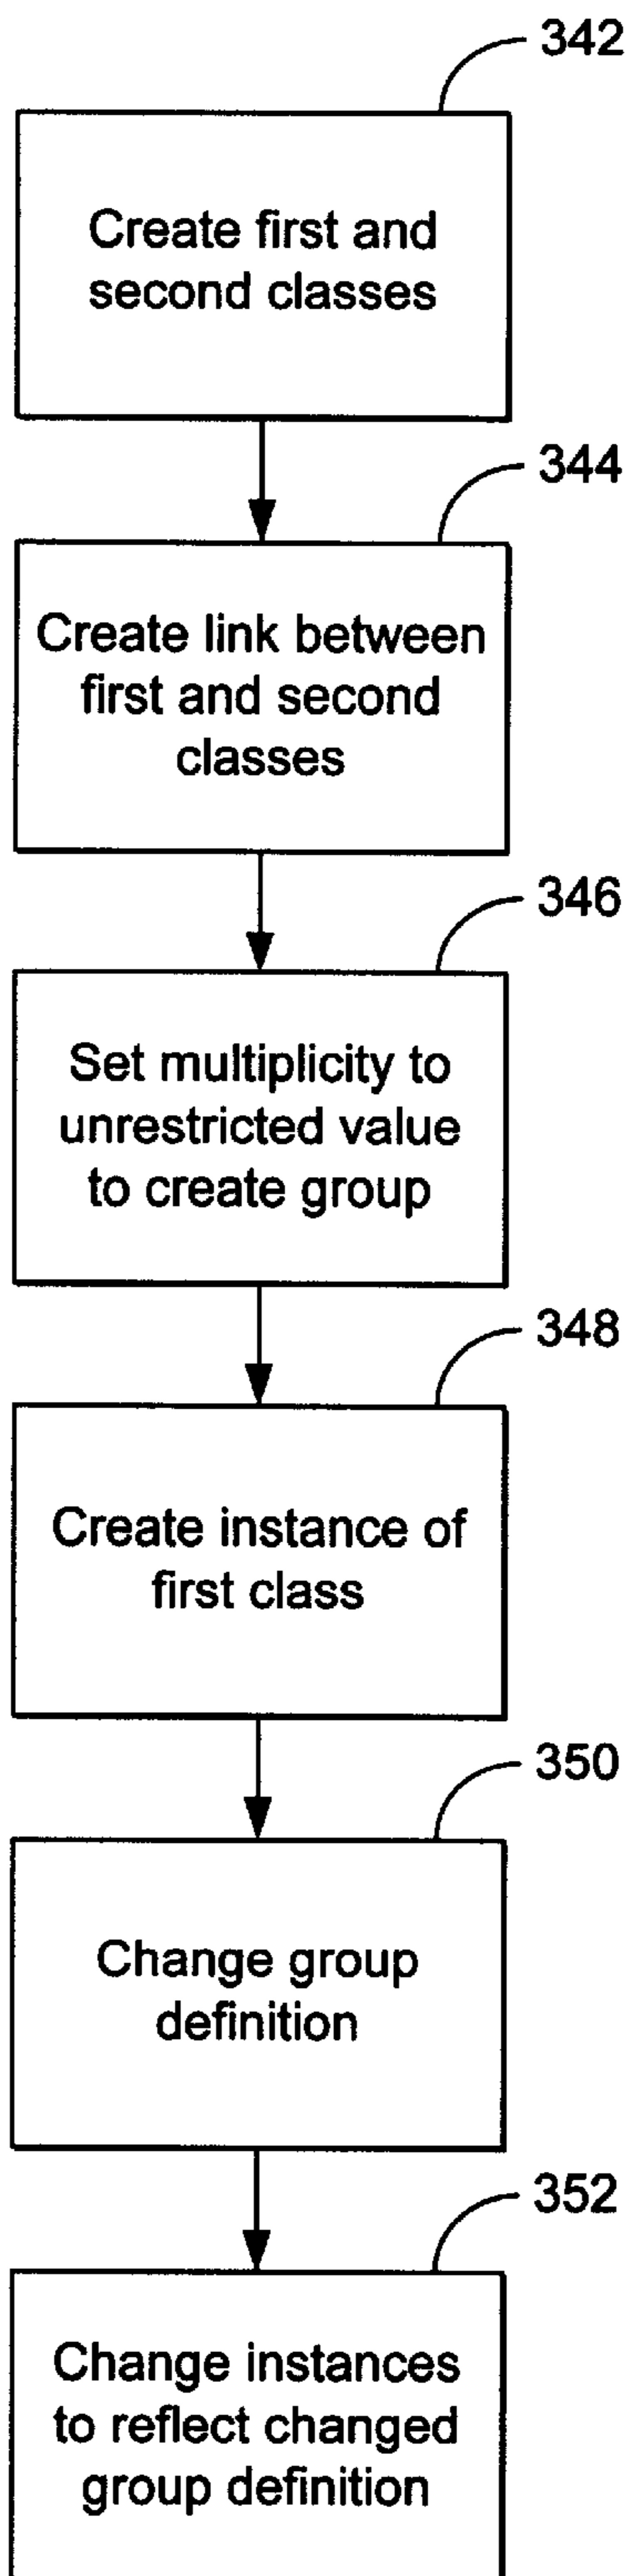 342
Create first and
second classes
344
Create link between
first and second
classes
346
Set multiplicity to
unrestricted value
to create group
348
Create instance of
first class
350
Change group
definition
352
Change instances
to reflect changed
group definition